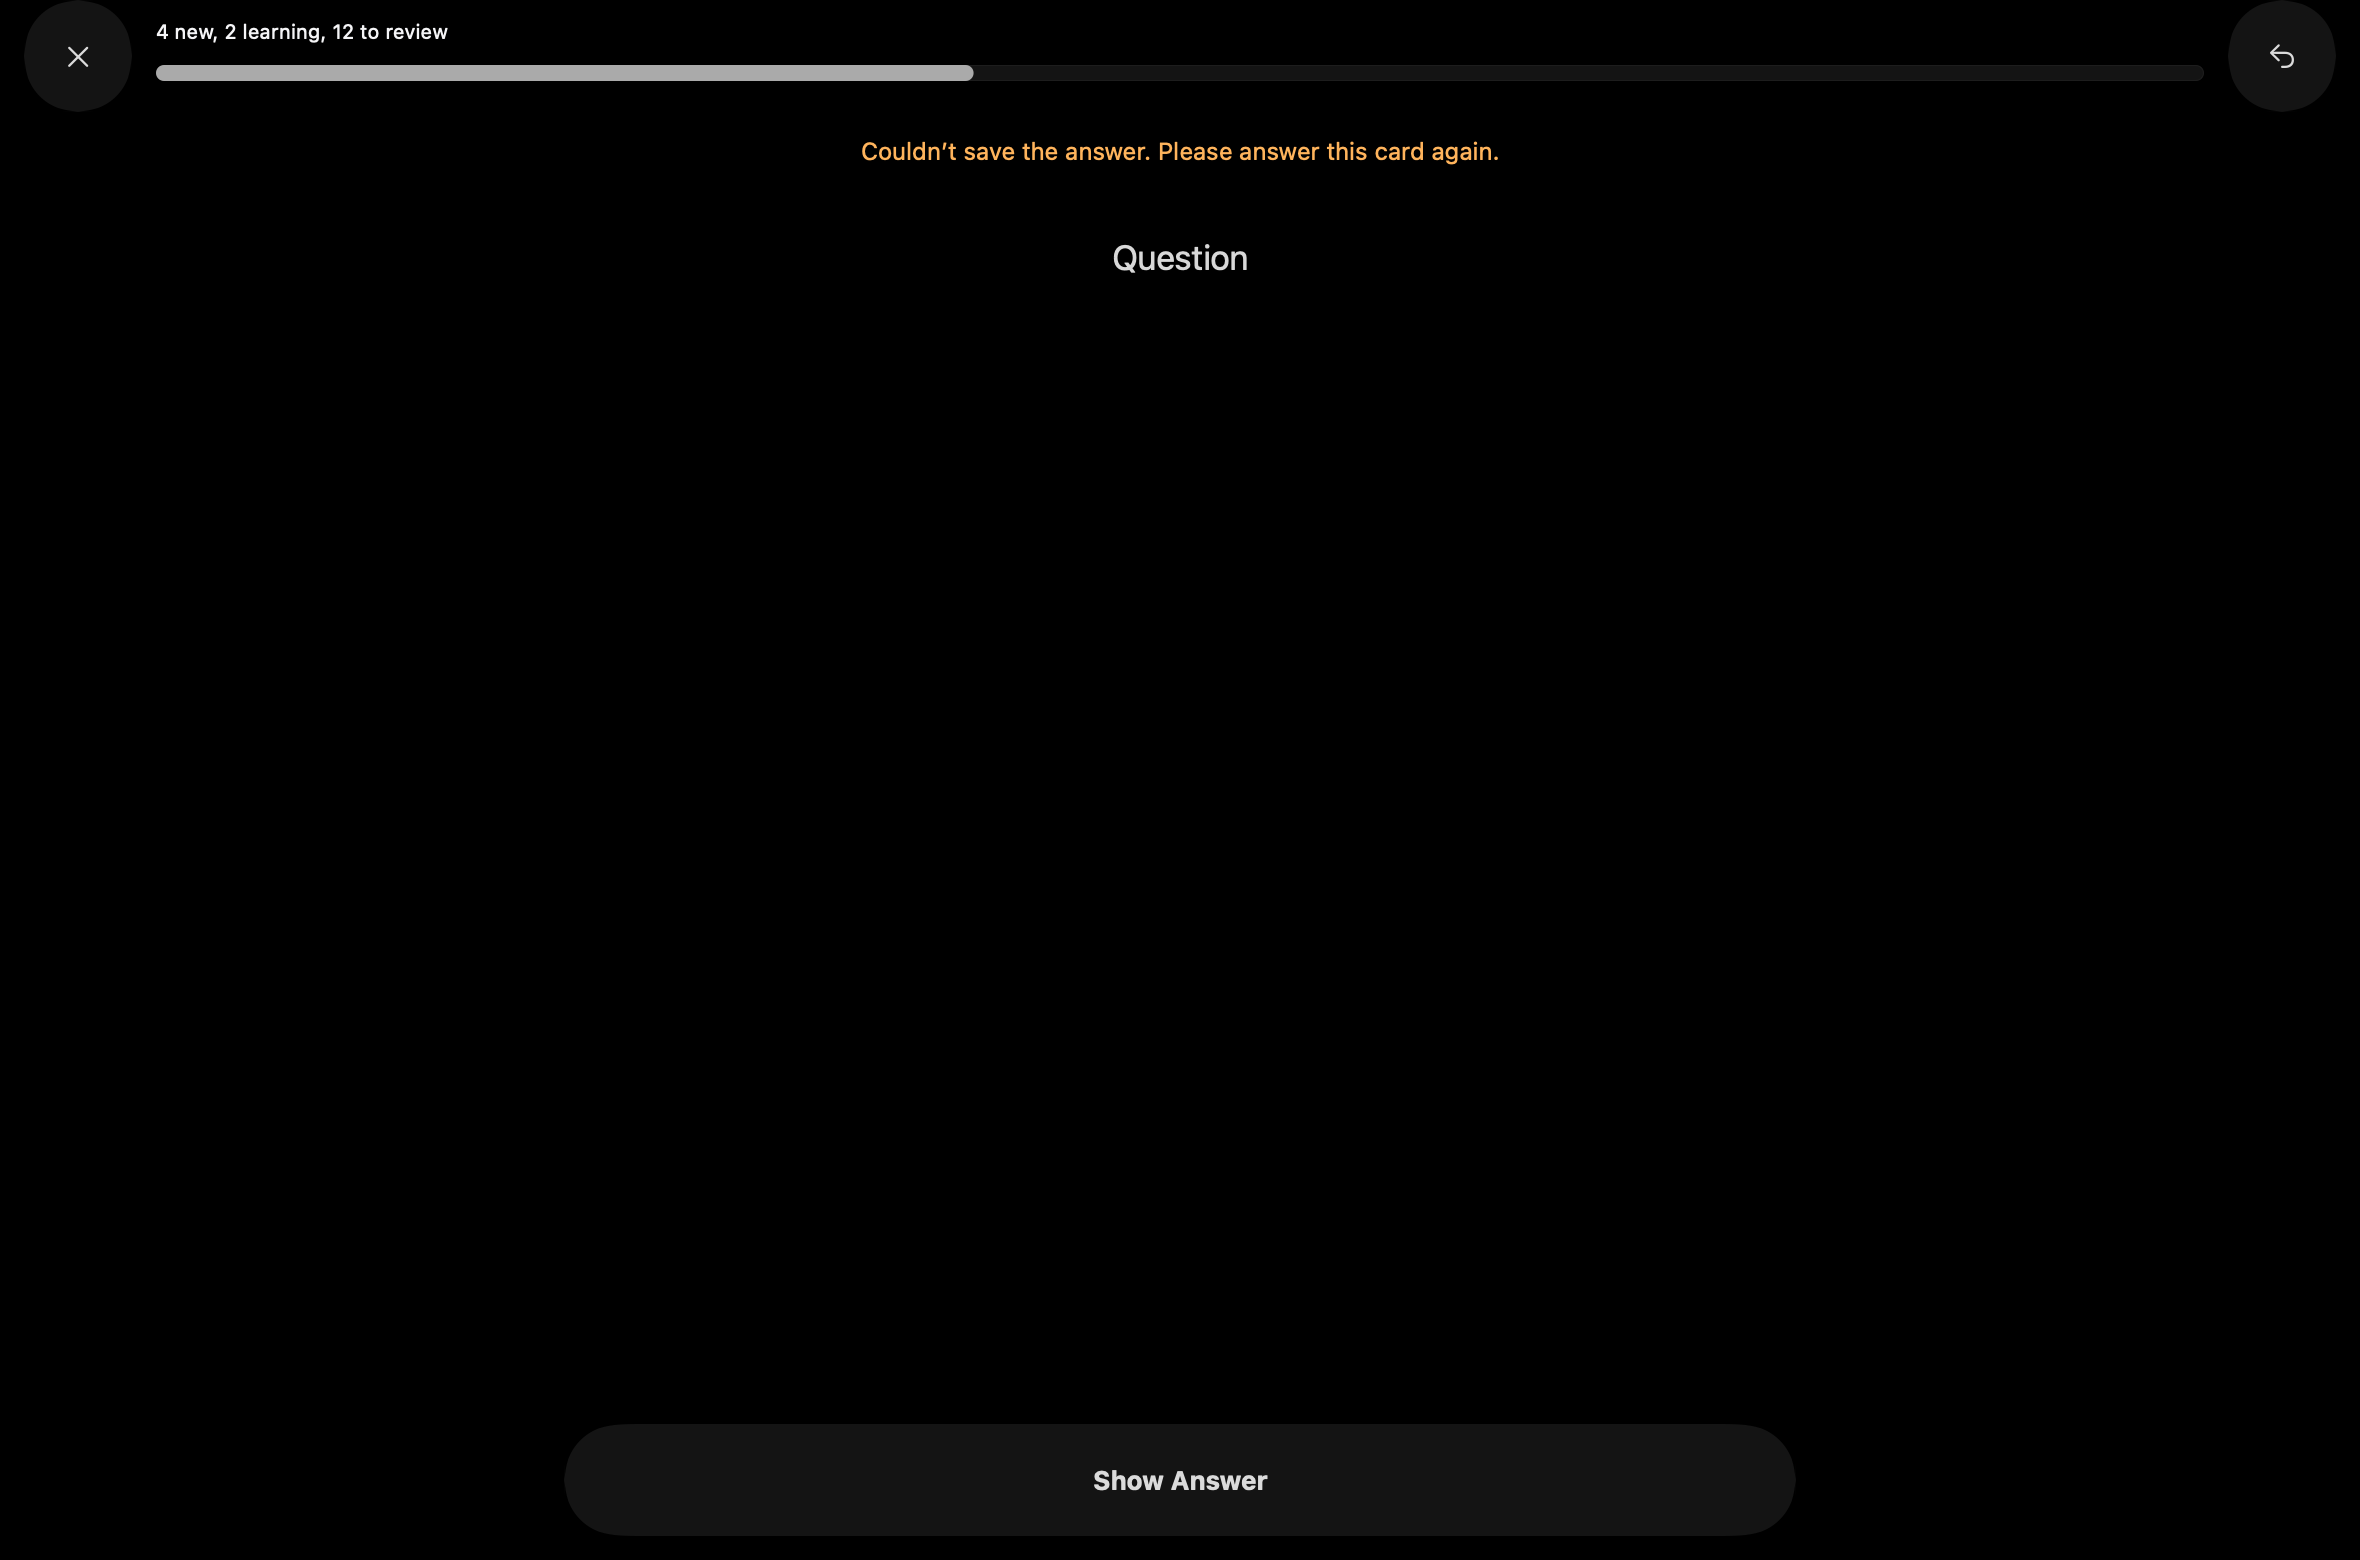 4 new, 2 learning, 12 to review
Couldn’t save the answer. Please answer this card again.
Question
Show Answer